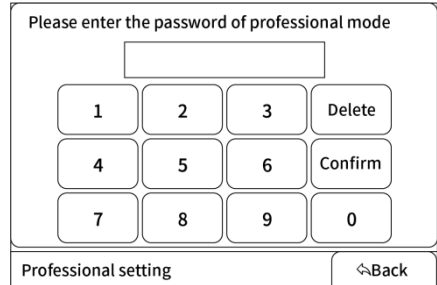 Please enter the password of professional mode
1 2 3 Delete
4 5 6 Confirm
7 8 9 0
Professional setting Back